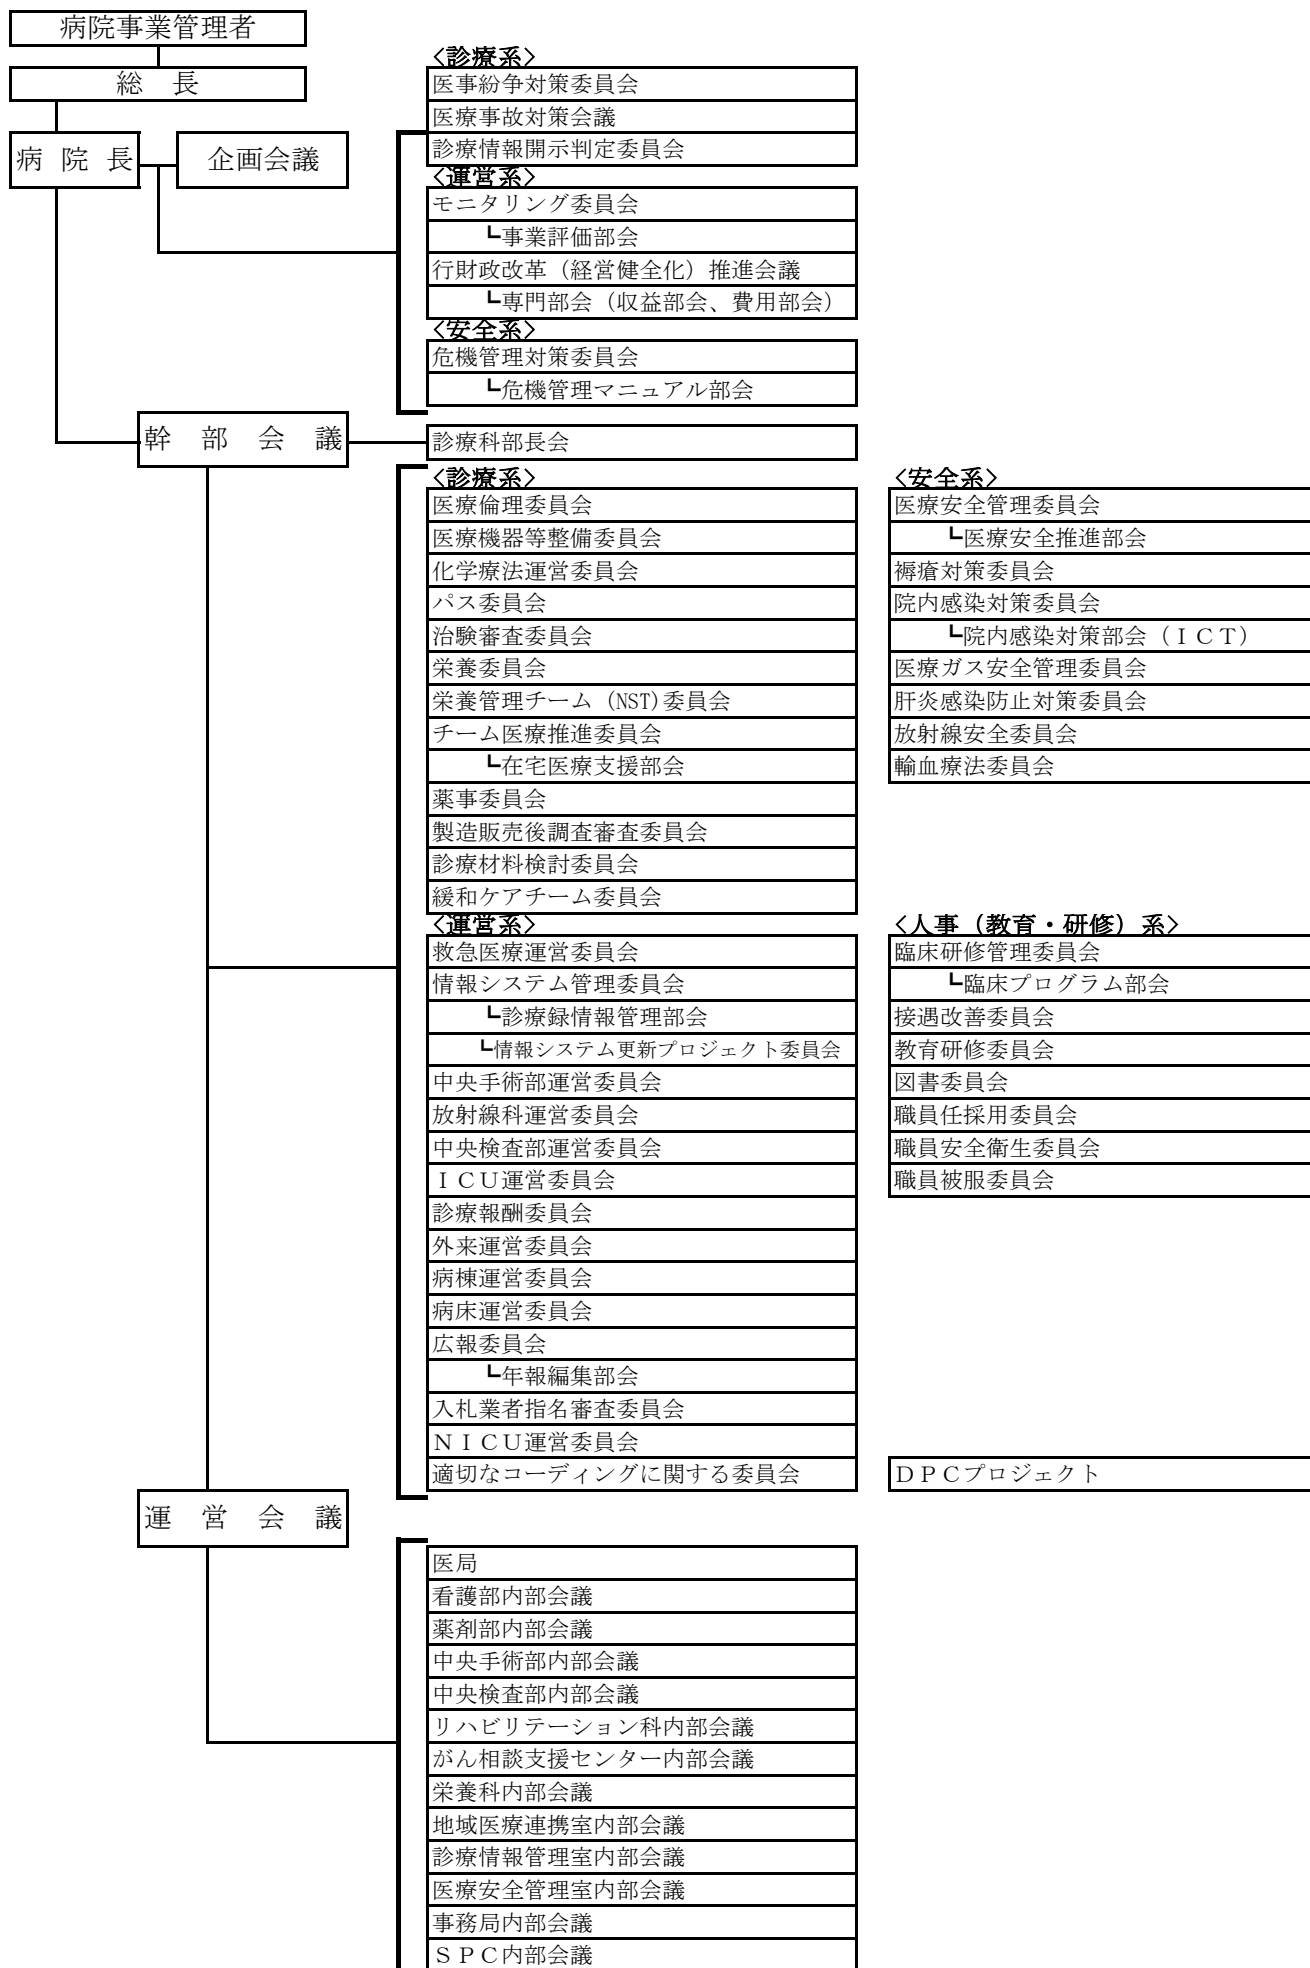 病院事業管理者
総　長
病 院 長
企画会議
<診療系>
医事紛争対策委員会
医療事故対策会議
診療情報開示判定委員会
<運営系>
モニタリング委員会
┗事業評価部会
行財政改革（経営健全化）推進会議
┗専門部会（収益部会、費用部会）
<安全系>
危機管理対策委員会
┗危機管理マニュアル部会
幹　部　会　議
診療科部長会
<診療系>
医療倫理委員会
医療機器等整備委員会
化学療法運営委員会
パス委員会
治験審査委員会
栄養委員会
栄養管理チーム（NST)委員会
チーム医療推進委員会
┗在宅医療支援部会
薬事委員会
製造販売後調査審査委員会
診療材料検討委員会
緩和ケアチーム委員会
<安全系>
医療安全管理委員会
┗医療安全推進部会
褥瘡対策委員会
院内感染対策委員会
┗院内感染対策部会（ＩＣＴ）
医療ガス安全管理委員会
肝炎感染防止対策委員会
放射線安全委員会
輸血療法委員会
<運営系>
救急医療運営委員会
情報システム管理委員会
┗診療録情報管理部会
┗情報システム更新プロジェクト委員会
中央手術部運営委員会
放射線科運営委員会
中央検査部運営委員会
ＩＣＵ運営委員会
診療報酬委員会
外来運営委員会
病棟運営委員会
病床運営委員会
広報委員会
┗年報編集部会
入札業者指名審査委員会
ＮＩＣＵ運営委員会
適切なコーディングに関する委員会
<人事（教育・研修）系>
臨床研修管理委員会
┗臨床プログラム部会
接遇改善委員会
教育研修委員会
図書委員会
職員任採用委員会
職員安全衛生委員会
職員被服委員会
ＤＰＣプロジェクト
運　営　会　議
医局
看護部内部会議
薬剤部内部会議
中央手術部内部会議
中央検査部内部会議
リハビリテーション科内部会議
がん相談支援センター内部会議
栄養科内部会議
地域医療連携室内部会議
診療情報管理室内部会議
医療安全管理室内部会議
事務局内部会議
ＳＰＣ内部会議